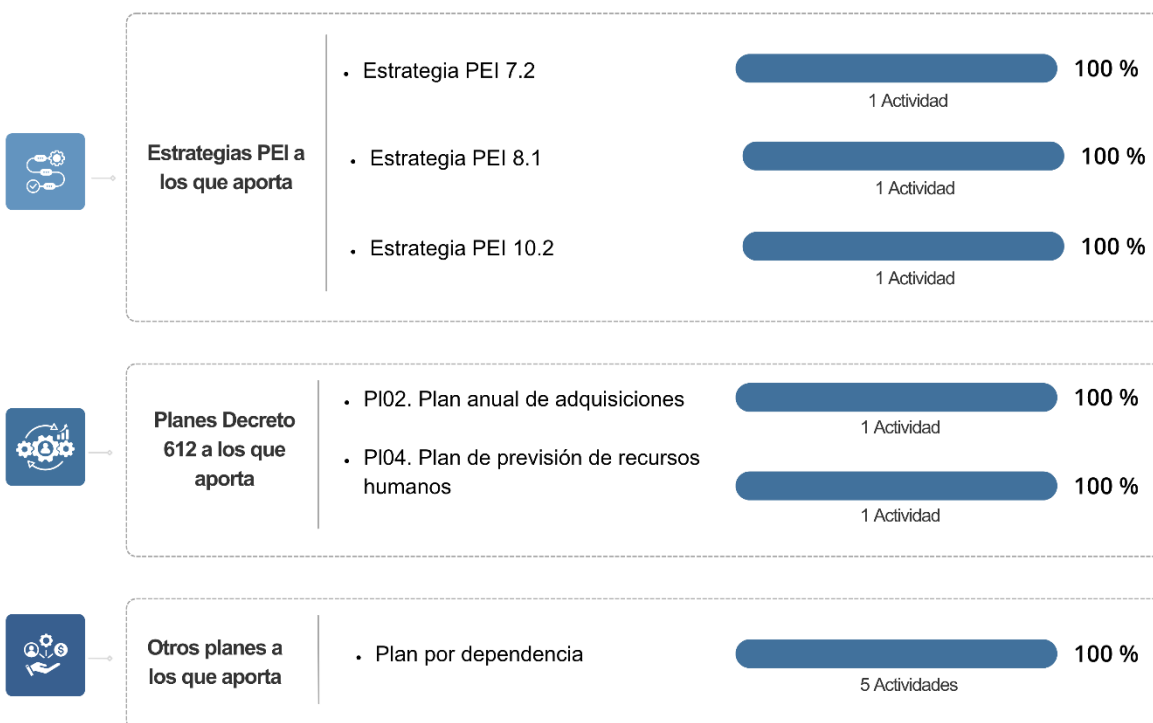 Estrategias PEI a
los que aporta
• Estrategia PEI 7.2
100 %
1 Actividad
• Estrategia PEI 8.1
100 %
1 Actividad
• Estrategia PEI 10.2
100 %
1 Actividad
Planes Decreto
612 a los que
aporta
• PI02. Plan anual de adquisiciones
100 %
1 Actividad
• PI04. Plan de previsión de recursos
humanos
100 %
1 Actividad
Otros planes a
los que aporta
• Plan por dependencia
100 %
5 Actividades